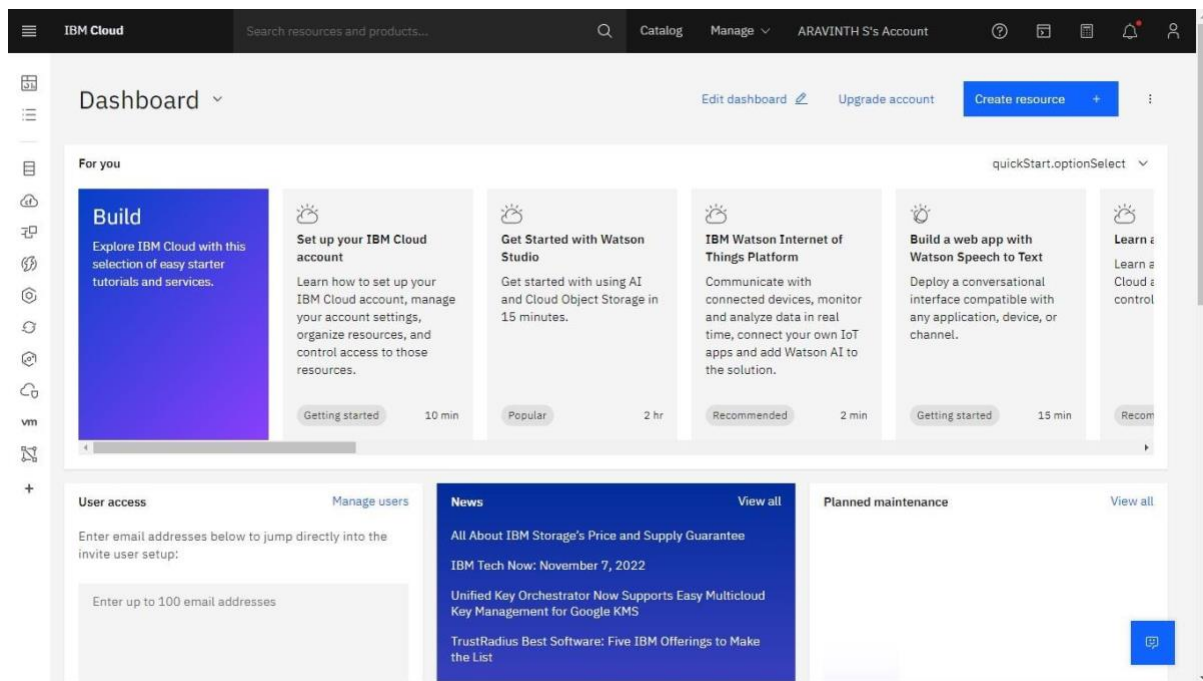 IBM Cloud
Search resources and products...
Catalog
Manage
ARAVINTH S's Account
Dashboard
Edit dashboard
Upgrade account
Create resource +
For you
quickStart.optionSelect
Build
Explore IBM Cloud with this
selection of easy starter
tutorials and services.
Set up your IBM Cloud
account
Learn how to set up your
IBM Cloud account, manage
your account settings,
organize resources, and
control access to those
resources.
Getting started
10 min
Get Started with Watson
Studio
Get started with using AI
and Cloud Object Storage in
15 minutes.
Popular
2 hr
IBM Watson Internet of
Things Platform
Communicate with
connected devices, monitor
and analyze data in real
time, connect your own IoT
apps and add Watson AI to
the solution.
Recommended
2 min
Build a web app with
Watson Speech to Text
Deploy a conversational
interface compatible with
any application, device, or
channel.
Getting started
15 min
Learn a
Learn a
Cloud a
control
Recom
vm
User access
Manage users
Enter email addresses below to jump directly into the
invite user setup:
Enter up to 100 email addresses
News
View all
All About IBM Storage's Price and Supply Guarantee
IBM Tech Now: November 7, 2022
Unified Key Orchestrator Now Supports Easy Multicloud
Key Management for Google KMS
TrustRadius Best Software: Five IBM Offerings to Make
the List
Planned maintenance
View all